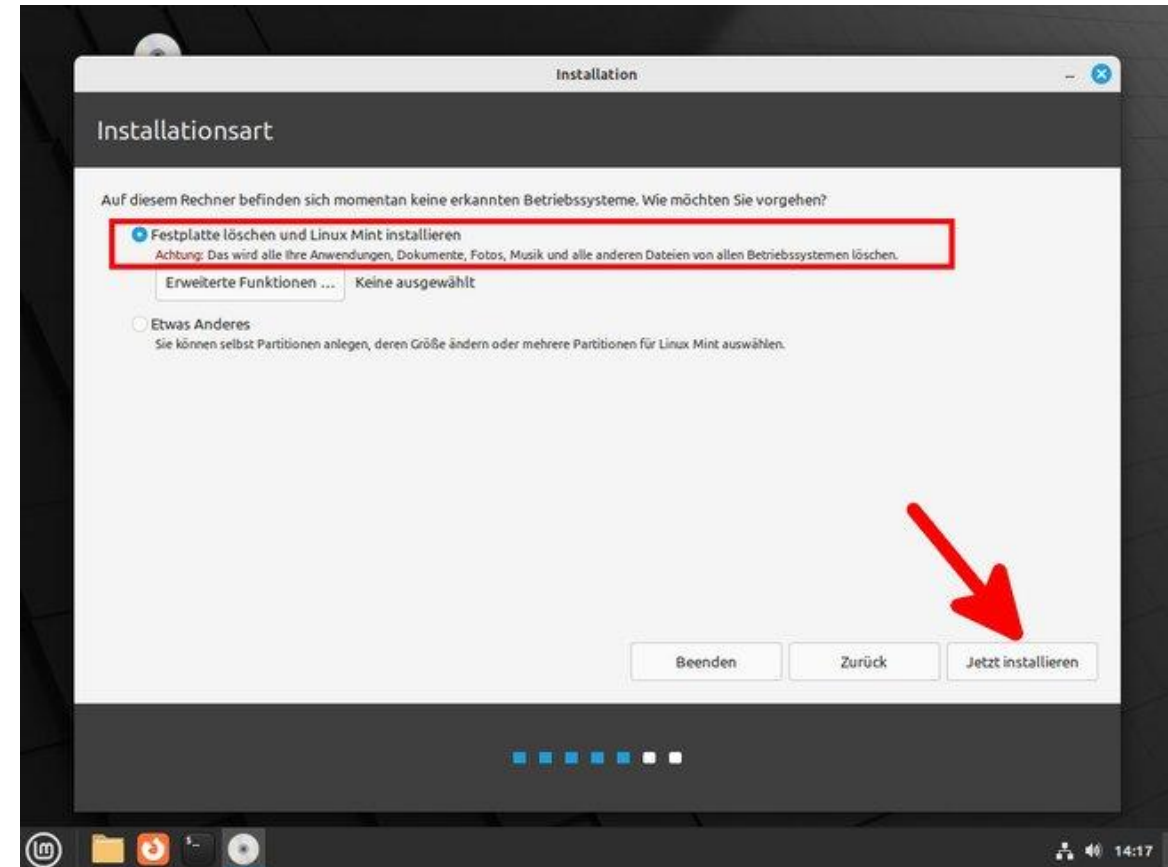 Installation
Installationsart
Auf diesem Rechner befinden sich momentan keine erkannten Betriebssysteme. Wie möchten Sie vorgehen?
Festplatte löschen und Linux Mint installieren
Achtung: Das wird alle Ihre Anwendungen, Dokumente, Fotos, Musik und alle anderen Dateien von allen Betriebssystemen löschen.
Erweiterte Funktionen ... Keine ausgewählt
Etwas Anderes
Sie können selbst Partitionen anlegen, deren Größe ändern oder mehrere Partitionen für Linux Mint auswählen.
Beenden Zurück Jetzt installieren
14:17